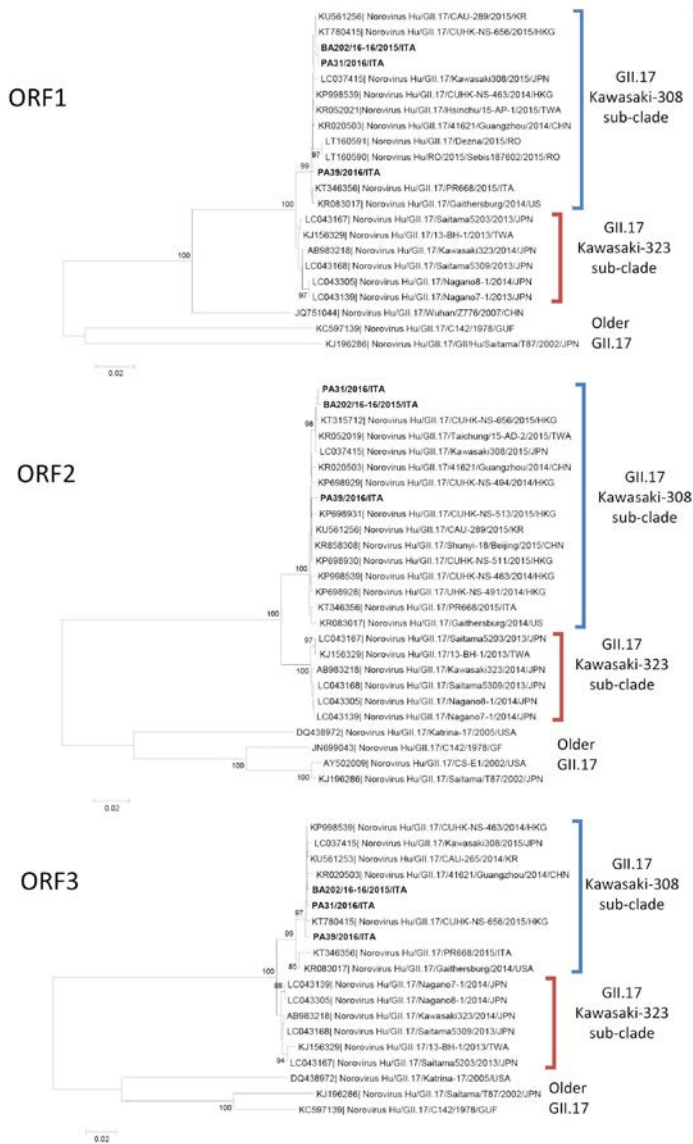 ORF1
KU561256| Norovirus Hu/GII.17/CAU-289/2015/KR
KT780415| Norovirus Hu/GII.17/CUHK-NS-656/2015/HKG
BA202/16-16/2015/ITA
PA31/2016/ITA
LC037415| Norovirus Hu/GII.17/Kawasaki308/2015/JPN
KP998539| Norovirus Hu/GII.17/CUHK-NS-463/2014/HKG
KR052021|Norovirus Hu/GII.17/Hsinchu/15-AP-1/2015/TWA
KR020503| Norovirus Hu/GII.17/41621/Guangzhou/2014/CHN
LT160591| Norovirus Hu/GII.17/Dezna/2015/RO
97
LT160590| Norovirus Hu/RO/2015/Sebis187602/2015/RO
99
PA39/2016/ITA
KT346356| Norovirus Hu/GII.17/PR668/2015/ITA
KR083017| Norovirus Hu/GII.17/Gaithersburg/2014/US
GII.17
Kawasaki-308
sub-clade
LC043167| Norovirus Hu/GII.17/Saitama5203/2013/JPN
KJ156329| Norovirus Hu/GII.17/13-BH-1/2013/TWA
AB983218| Norovirus Hu/GII.17/Kawasaki323/2014/JPN
100
LC043168| Norovirus Hu/GII.17/Saitama5309/2013/JPN
LC043305| Norovirus Hu/GII.17/Nagano8-1/2014/JPN
97
LC043139| Norovirus Hu/GII.17/Nagano7-1/2013/JPN
GII.17
Kawasaki-323
sub-clade
JQ751044| Norovirus Hu/GII.17/Wuhan/Z776/2007/CHN
100
KC597139| Norovirus Hu/GII.17/C142/1978/GUF
KJ196286| Norovirus Hu/GII.17/GII/Hu/Saitama/T87/2002/JPN
Older
GII.17
0.02
ORF2
PA31/2016/ITA
BA202/16-16/2015/ITA
98
KT315712| Norovirus Hu/GII.17/CUHK-NS-656/2015/HKG
KR052019| Norovirus Hu/GII.17/Taichung/15-AD-2/2015/TWA
LC037415| Norovirus Hu/GII.17/Kawasaki308/2015/JPN
KR020503| Norovirus Hu/GII.17/41621/Guangzhou/2014/CHN
KP698929| Norovirus Hu/GII.17/CUHK-NS-494/2014/HKG
PA39/2016/ITA
KP698931| Norovirus Hu/GII.17/CUHK-NS-513/2015/HKG
KU561256| Norovirus Hu/GII.17/CAU-289/2015/KR
KR858308| Norovirus Hu/GII.17/Shunyi-18/Beijing/2015/CHN
KP698930| Norovirus Hu/GII.17/CUHK-NS-511/2015/HKG
100
KP998539| Norovirus Hu/GII.17/CUHK-NS-463/2014/HKG
KP698928| Norovirus Hu/GII.17/UHK-NS-491/2014/HKG
KT346356| Norovirus Hu/GII.17/PR668/2015/ITA
KR083017| Norovirus Hu/GII.17/Gaithersburg/2014/US
GII.17
Kawasaki-308
sub-clade
100
97
LC043167| Norovirus Hu/GII.17/Saitama5203/2013/JPN
KJ156329| Norovirus Hu/GII.17/13-BH-1/2013/TWA
100
AB983218| Norovirus Hu/GII.17/Kawasaki323/2014/JPN
LC043168| Norovirus Hu/GII.17/Saitama5309/2013/JPN
LC043305| Norovirus Hu/GII.17/Nagano8-1/2014/JPN
LC043139| Norovirus Hu/GII.17/Nagano7-1/2014/JPN
GII.17
Kawasaki-323
sub-clade
DQ438972| Norovirus Hu/GII.17/Katrina-17/2005/USA
JN699043| Norovirus Hu/GII.17/C142/1978/GF
100
AY502009| Norovirus Hu/GII.17/CS-E1/2002/USA
100
KJ196286| Norovirus Hu/GII.17/Saitama/T87/2002/JPN
Older
GII.17
0.02
ORF3
KP998539| Norovirus Hu/GII.17/CUHK-NS-463/2014/HKG
LC037415| Norovirus Hu/GII.17/Kawasaki308/2015/JPN
KU561253| Norovirus Hu/GII.17/CAU-265/2014/KR
KR020503| Norovirus Hu/GII.17/41621/Guangzhou/2014/CHN
BA202/16-16/2015/ITA
PA31/2016/ITA
97
KT780415| Norovirus Hu/GII.17/CUHK-NS-656/2015/HKG
99
PA39/2016/ITA
KT346356| Norovirus Hu/GII.17/PR668/2015/ITA
85
KR083017| Norovirus Hu/GII.17/Gaithersburg/2014/USA
GII.17
Kawasaki-308
sub-clade
100
88
LC043139| Norovirus Hu/GII.17/Nagano7-1/2014/JPN
LC043305| Norovirus Hu/GII.17/Nagano8-1/2014/JPN
AB983218| Norovirus Hu/GII.17/Kawasaki323/2014/JPN
LC043168| Norovirus Hu/GII.17/Saitama5309/2013/JPN
KJ156329| Norovirus Hu/GII.17/13-BH-1/2013/TWA
94
LC043167| Norovirus Hu/GII.17/Saitama5203/2013/JPN
GII.17
Kawasaki-323
sub-clade
DQ438972| Norovirus Hu/GII.17/Katrina-17/2005/USA
KJ196286| Norovirus Hu/GII.17/Saitama/T87/2002/JPN
100
KC597139| Norovirus Hu/GII.17/C142/1978/GUF
Older
GII.17
0.02